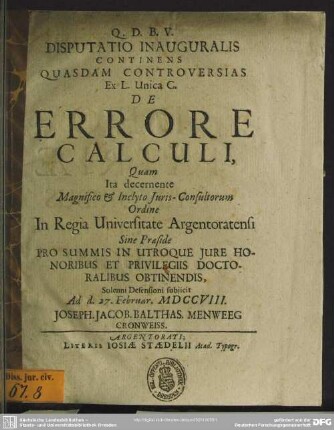 Q. D. B. V.
DISPUTATIO INAUGURALIS
CONTINENS
QUASDAM CONTROVERSIAS
Ex L. Unica C.
DE
ERRORE
CALCULI,
Quam
Ita decernente
Magnifico & Inclyto Juris-Consultorum
Ordine
In Regia Universitate Argentoratensi
Sine Præside
PRO SUMMIS IN UTROQUE JURE HO-
NORIBUS ET PRIVILEGIIS DOCTO-
RALIBUS OBTINENDIS,
Solemni Defensioni subjicit
Ad d. 27. Februar. MDCCVIII.
JOSEPH. JACOB. BALTHAS. MENWEEG
CRONWEISS.
ARGENTORATI,
LITERIS IOSIÆ STÆDELII Acad. Typogr.
Diss. jur. civ.
67. 8